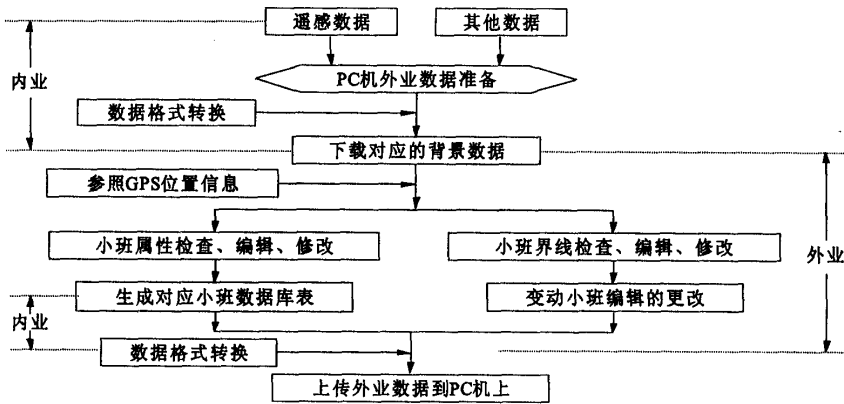 遥感数据
其他数据
内业
PC机外业数据准备
数据格式转换
下载对应的背景数据
参照GPS位置信息
小班属性检查、编辑、修改
小班界线检查、编辑、修改
外业
生成对应小班数据库表
变动小班编辑的更改
内业
数据格式转换
上传外业数据到PC机上